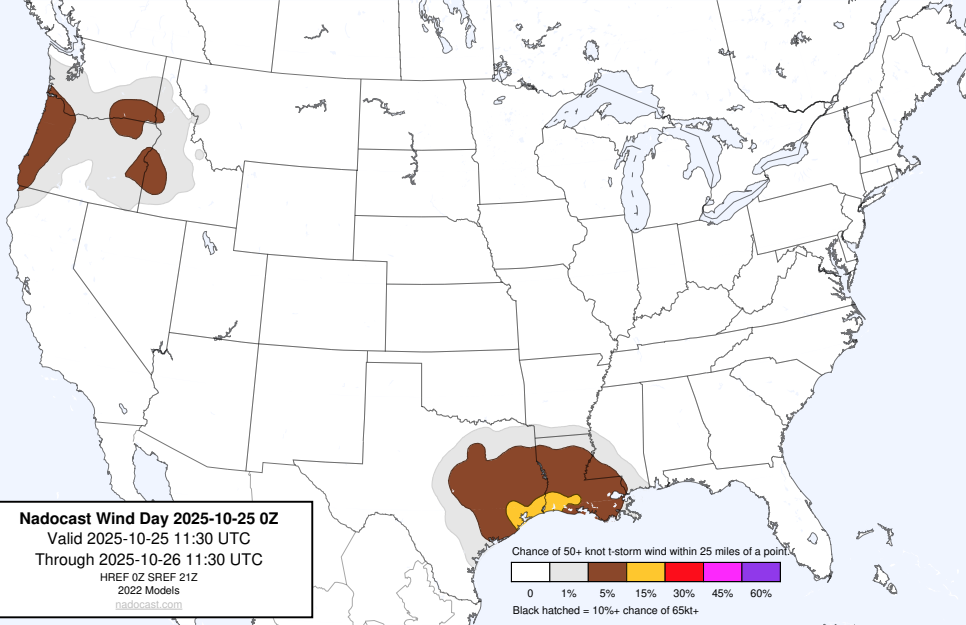 Nadocast Wind Day 2025-10-25 0Z
Valid 2025-10-25 11:30 UTC
Through 2025-10-26 11:30 UTC
HREF 0Z SREF 21Z
2022 Models
nadocast.com
Chance of 50+ knot t-storm wind within 25 miles of a point.
0 1% 5% 15% 30% 45% 60%
Black hatched = 10%+ chance of 65kt+